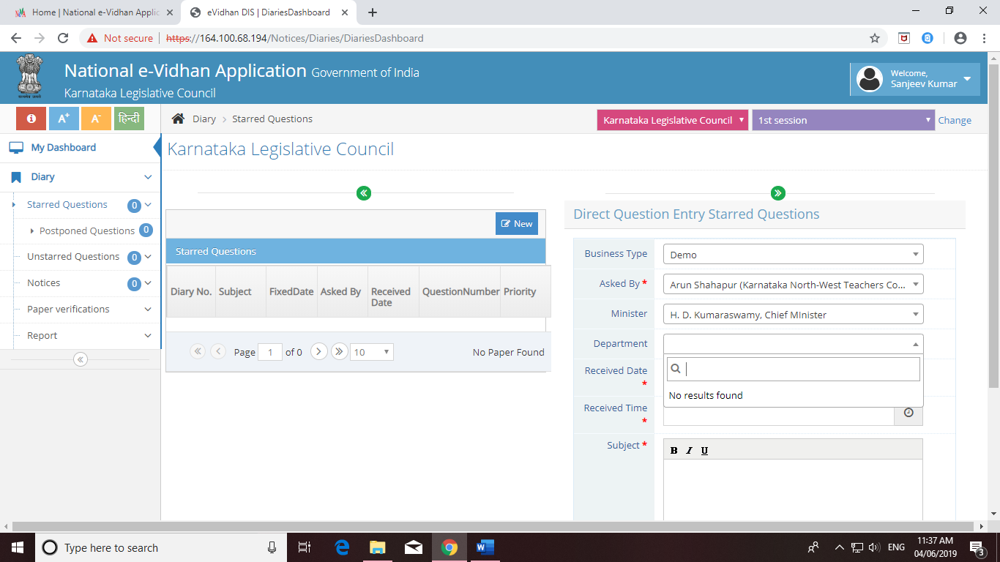 Home | National e-Vidhan Applic
eVidhan DIS | DiariesDashboard
Not secure
https://164.100.68.194/Notices/Diaries/DiariesDashboard
National e-Vidhan Application Government of India
Karnataka Legislative Council
Welcome,
Sanjeev Kumar
A+
A-
हिन्दी
Diary
Starred Questions
Karnataka Legislative Council
1st session
Change
My Dashboard
Diary
Starred Questions 0
Postponed Questions 0
Unstarred Questions 0
Notices 0
Paper verifications
Report
Karnataka Legislative Council
New
Starred Questions
Diary No. Subject FixedDate Asked By Received Date QuestionNumber Priority
Page 1 of 0 10 No Paper Found
Direct Question Entry Starred Questions
Business Type Demo
Asked By * Arun Shahapur (Karnataka North-West Teachers Co...
Minister H. D. Kumaraswamy, Chief MInister
Department
No results found
Received Date *
Received Time *
Subject *
B I U
Type here to search
ENG
11:37 AM
04/06/2019
3